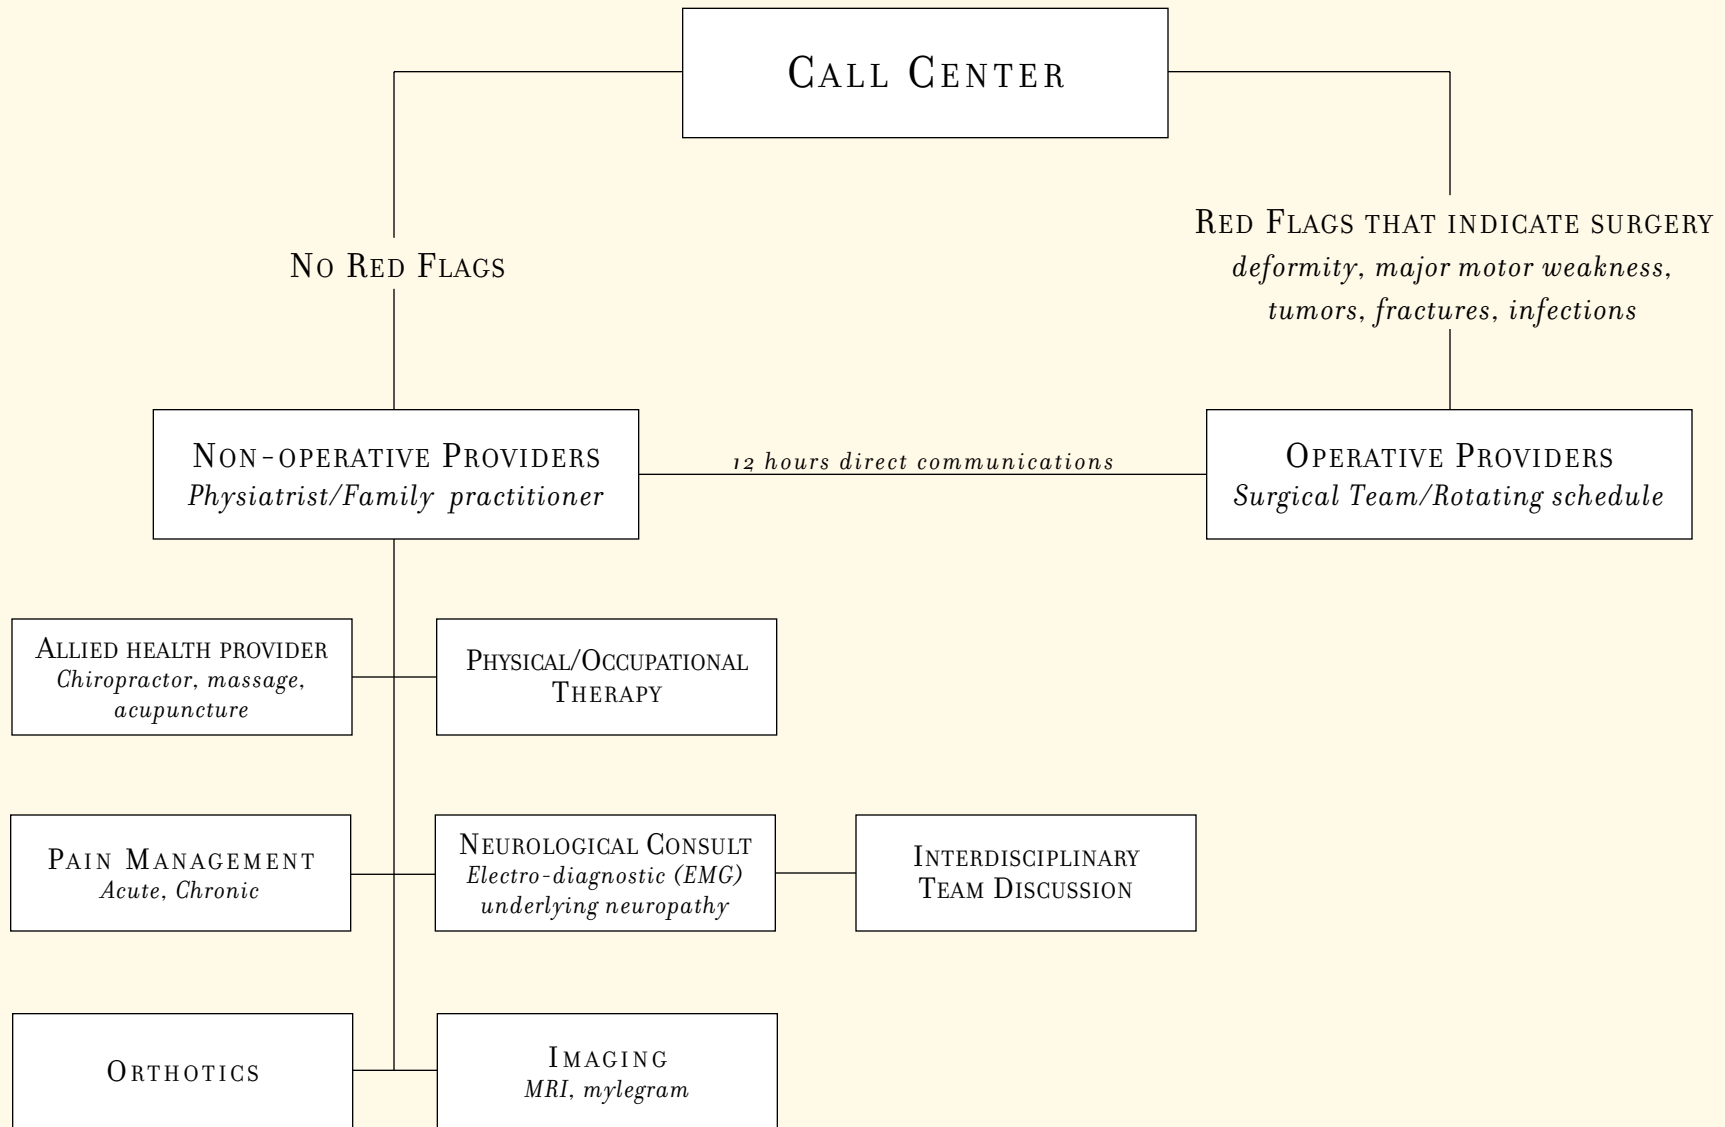 CALL CENTER
NO RED FLAGS
RED FLAGS THAT INDICATE SURGERY
deformity, major motor weakness,
tumors, fractures, infections
NON-OPERATIVE PROVIDERS
Physiatrist/Family practitioner
12 hours direct communications
OPERATIVE PROVIDERS
Surgical Team/Rotating schedule
ALLIED HEALTH PROVIDER
Chiropractor, massage,
acupuncture
PHYSICAL/OCCUPATIONAL
THERAPY
PAIN MANAGEMENT
Acute, Chronic
NEUROLOGICAL CONSULT
Electro-diagnostic (EMG)
underlying neuropathy
INTERDISCIPLINARY
TEAM DISCUSSION
ORTHOTICS
IMAGING
MRI, mylegram